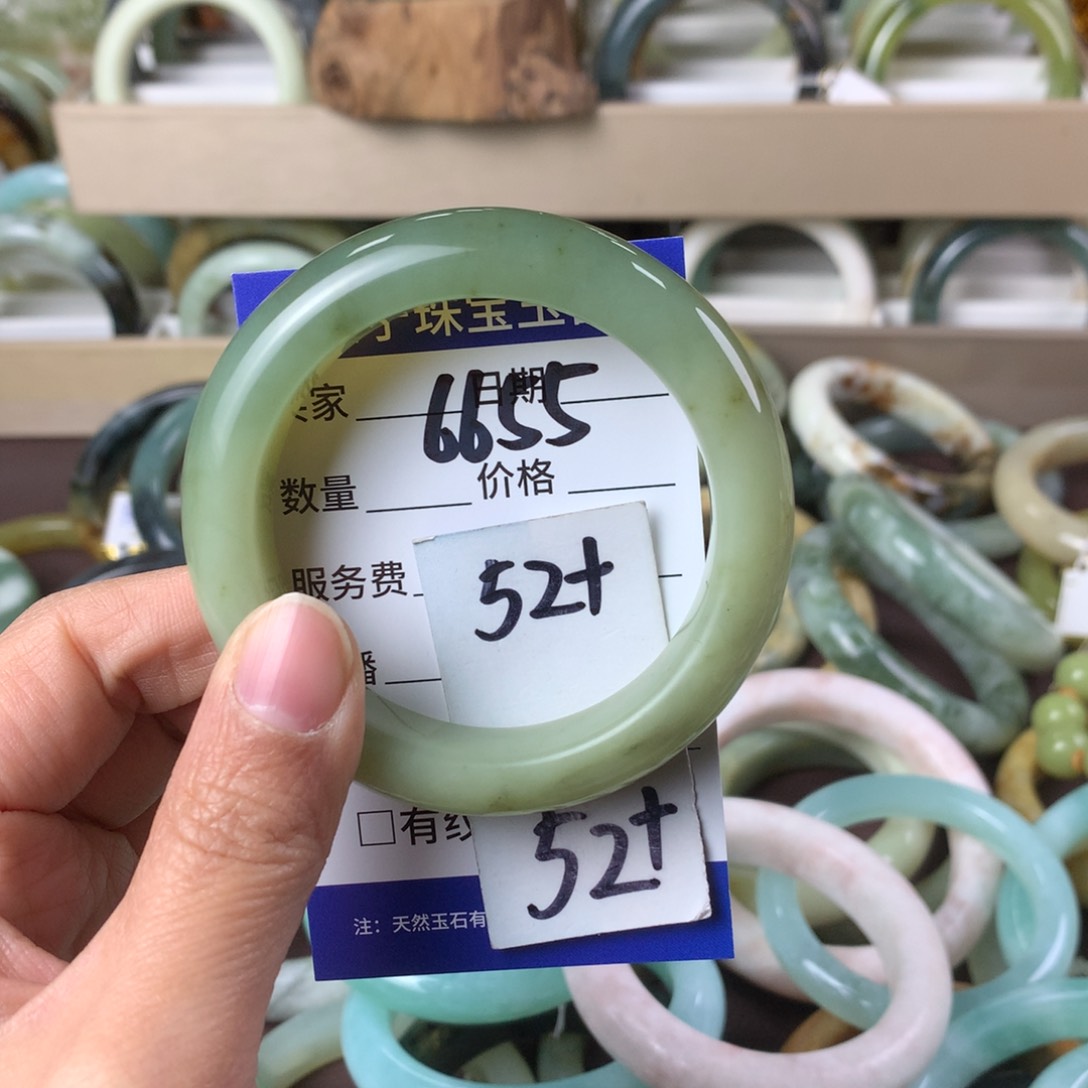 珠宝玉
家 日期
6655
数量 价格
服务费
52+
播
□有纹
52+
注：天然玉石有